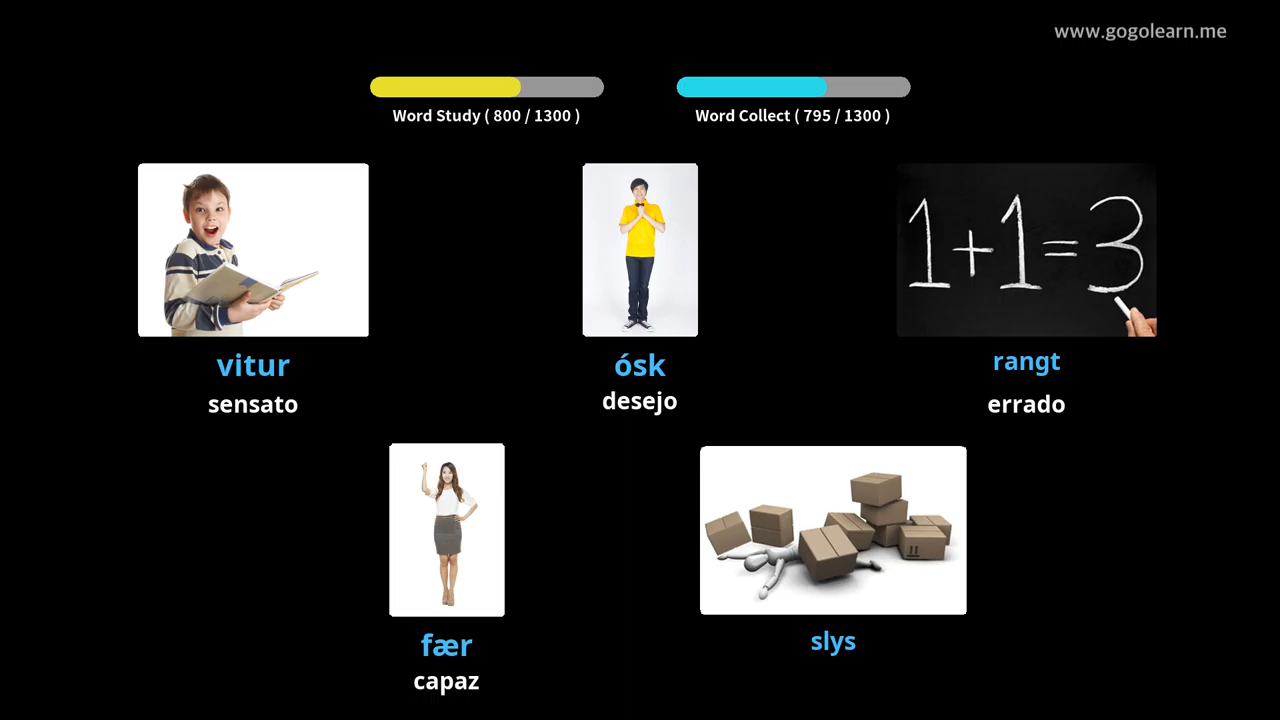 www.gogolearn.me
Word Study ( 800 / 1300 )
Word Collect ( 795 / 1300 )
1+1=3
vitur
sensato
ósk
desejo
rangt
errado
fær
capaz
slys